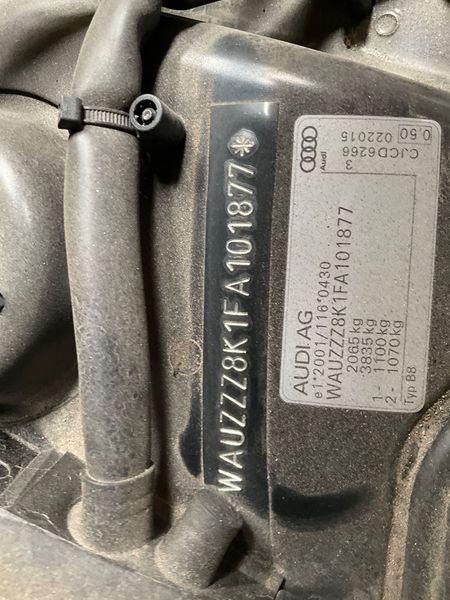 WAUZZZ8K1FA101877
Audi
CJCD6266
022015
3
0.50
AUDI AG
e1*2001/116*0430
WAUZZZ8K1FA101877
2065 kg
3835 kg
1 - 1100 kg
2 - 1070 kg
Typ B8